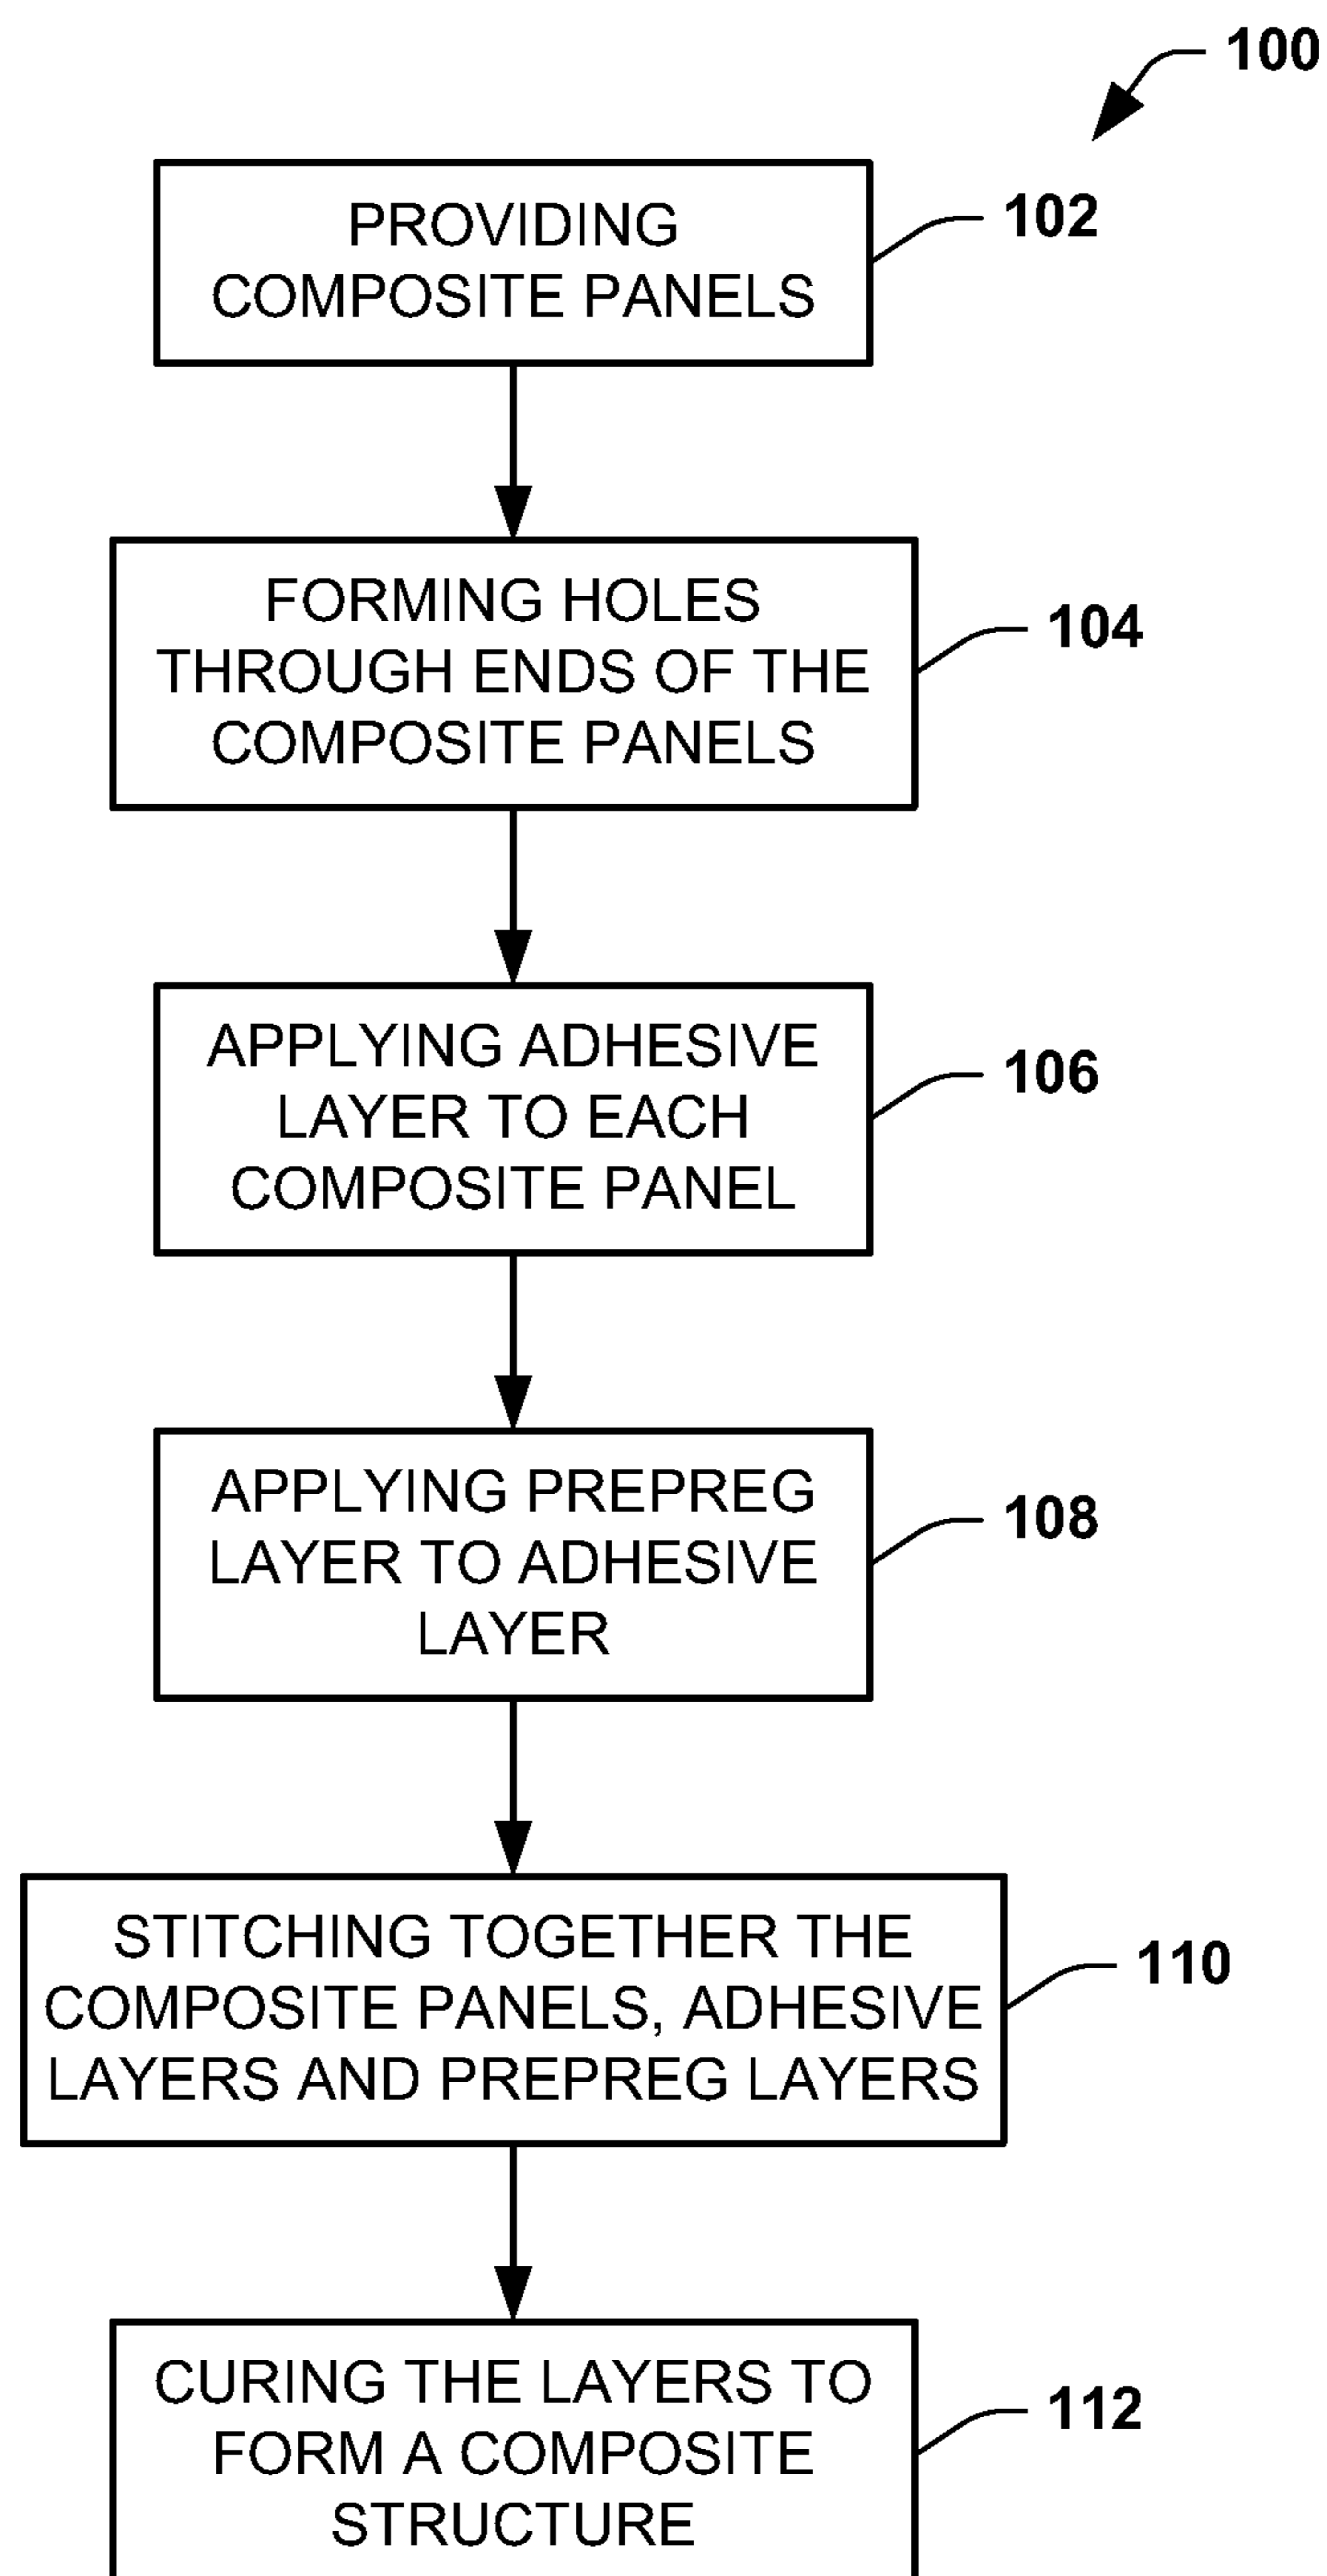 100
PROVIDING
COMPOSITE PANELS
102
FORMING HOLES
THROUGH ENDS OF THE
COMPOSITE PANELS
104
APPLYING ADHESIVE
LAYER TO EACH
COMPOSITE PANEL
106
APPLYING PREPREG
LAYER TO ADHESIVE
LAYER
108
STITCHING TOGETHER THE
COMPOSITE PANELS, ADHESIVE
LAYERS AND PREPREG LAYERS
110
CURING THE LAYERS TO
FORM A COMPOSITE
STRUCTURE
112